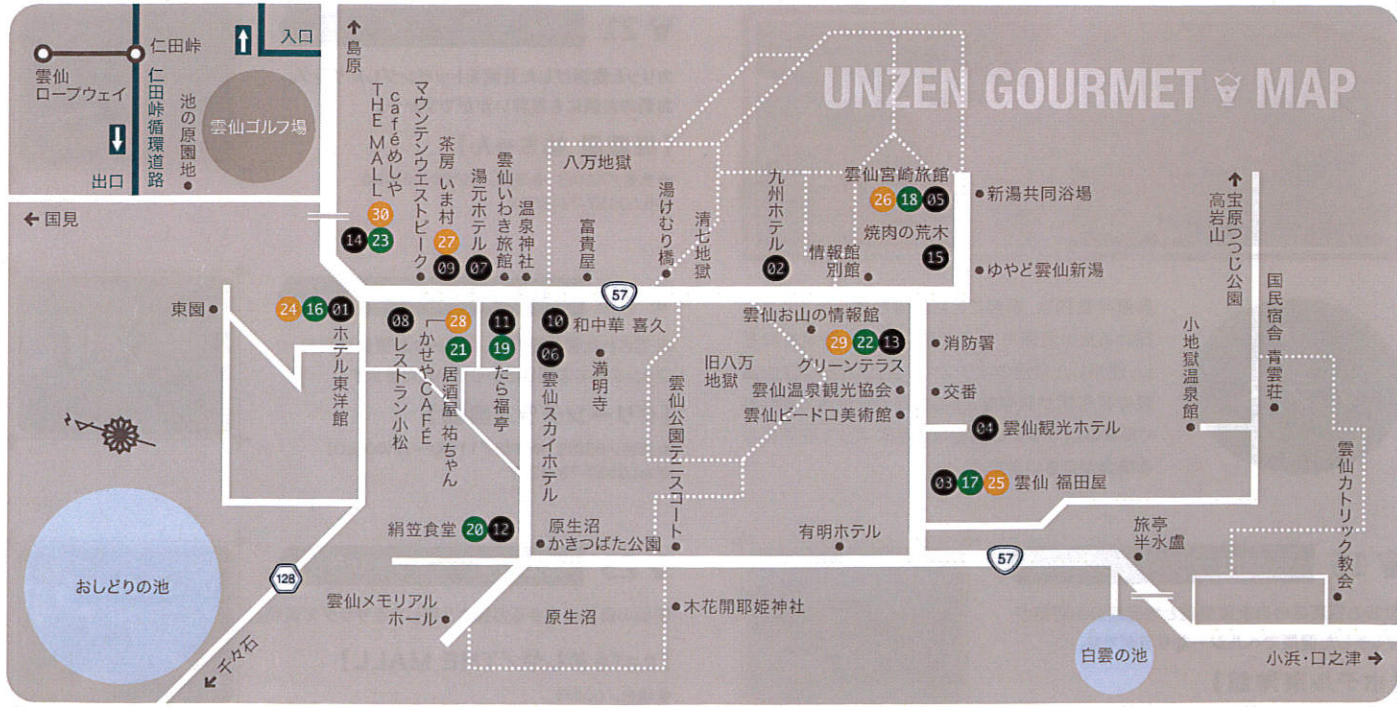 UNZEN GOURMET MAP
仁田峠
雲仙
ロープウェイ
仁田峠循環道路
入口
出口
池の原園地
雲仙ゴルフ場
← 国見
↑島原
THE MALL
caféめしや
30
14 23
マウンテンウエストピーク
茶房 いま村
27
09
湯元ホテル
07
雲仙いわき旅館
温泉神社
八万地獄
富貴屋
湯けむり橋
清七地獄
九州ホテル
02
雲仙宮崎旅館
26 18 05
焼肉の荒木
15
情報館
別館
新湯共同浴場
ゆやど雲仙新湯
57
東園
24 16 01
ホテル東洋館
08
レストラン小松
28
かせやCAFÉ
21
居酒屋 祐ちゃん
11
19
たら福亭
10 和中華 喜久
06
雲仙スカイホテル
満明寺
旧八万
地獄
雲仙公園テニスコート
雲仙お山の情報館
29 22 13
グリーンテラス
雲仙温泉観光協会
雲仙ビードロ美術館
消防署
交番
04 雲仙観光ホテル
03 17 25 雲仙 福田屋
↑宝原つつじ公園
高岩山
国民宿舎 青雲荘
小地獄温泉館
雲仙カトリック教会
絹笠食堂 20 12
原生沼
かきつばた公園
有明ホテル
57
旅亭
半水盧
おしどりの池
128
↙千々石
雲仙メモリアル
ホール
原生沼
木花開耶姫神社
白雲の池
小浜・口之津 →